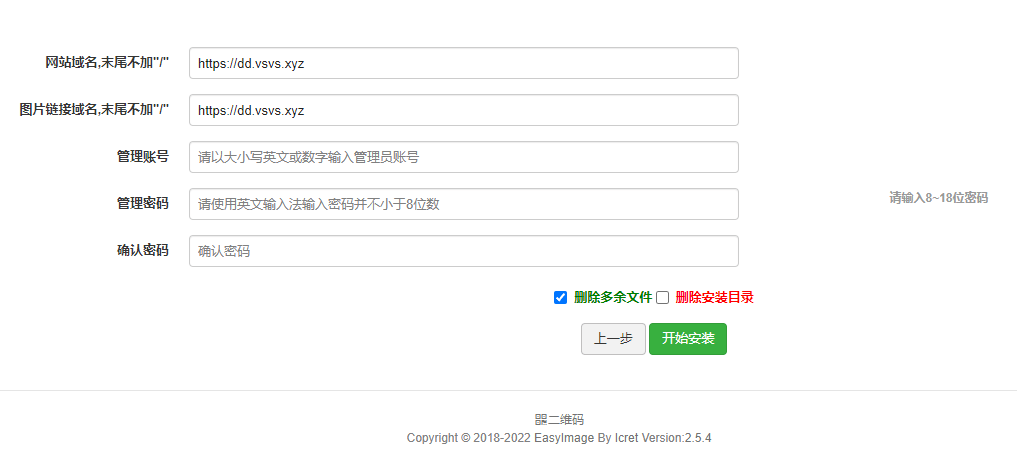 网站域名,末尾不加"/"
https://dd.vsvs.xyz
图片链接域名,末尾不加"/"
https://dd.vsvs.xyz
管理账号
请以大小写英文或数字输入管理员账号
管理密码
请使用英文输入法输入密码并不小于8位数
请输入8~18位密码
确认密码
确认密码
删除多余文件 删除安装目录
上一步 开始安装
二维码
Copyright © 2018-2022 EasyImage By Icret Version:2.5.4